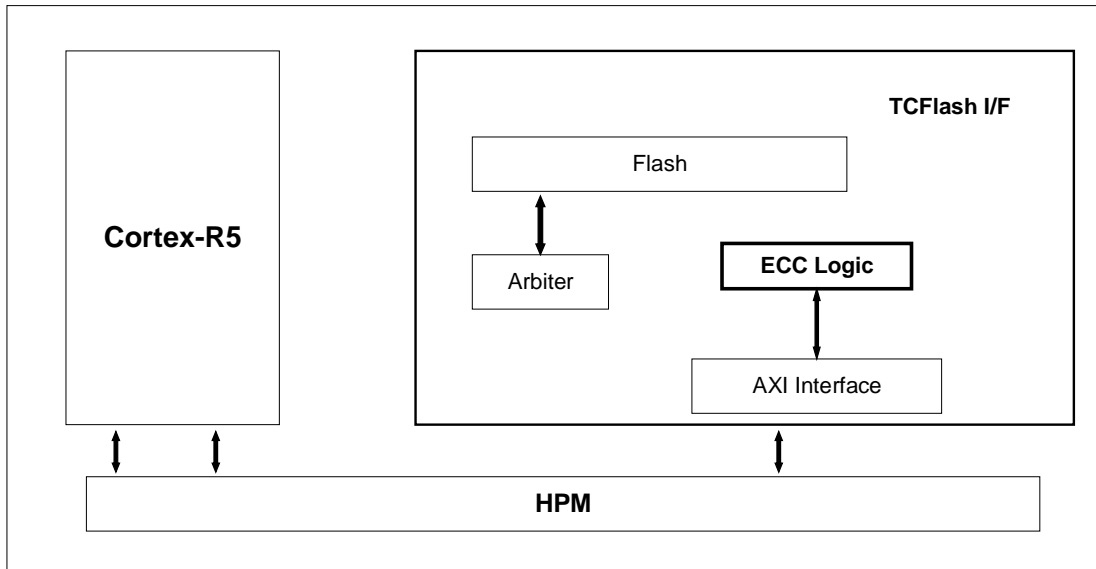 TCFlash I/F
Flash
Cortex-R5
ECC Logic
Arbiter
AXI Interface
HPM